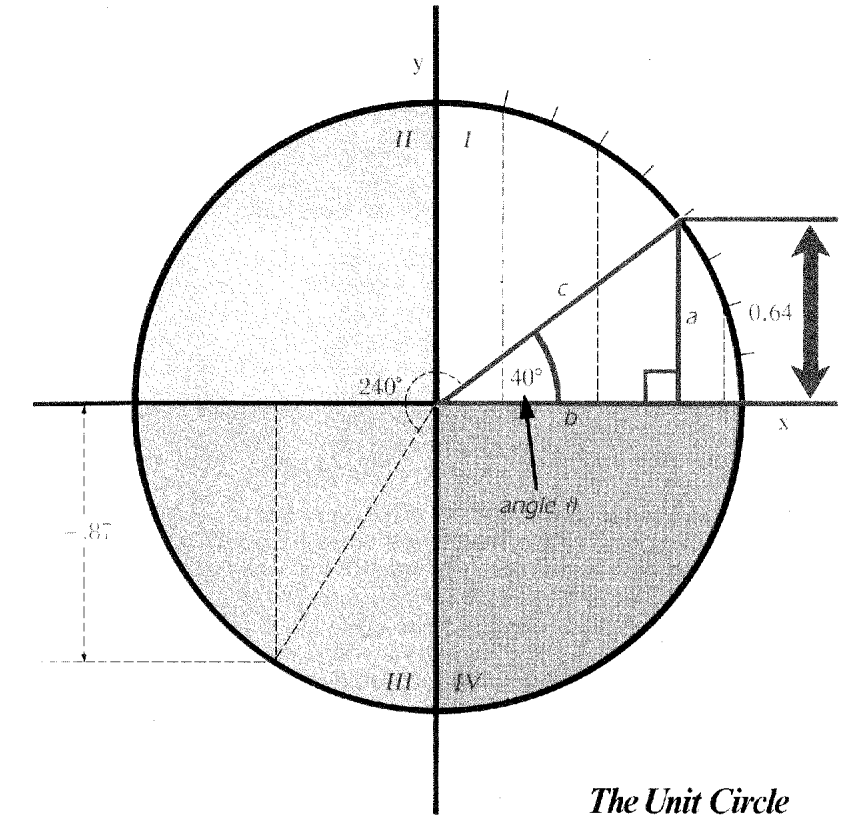 y
II I
c
a
0.64
240°
40°
b
x
angle θ
-.87
III IV
The Unit Circle